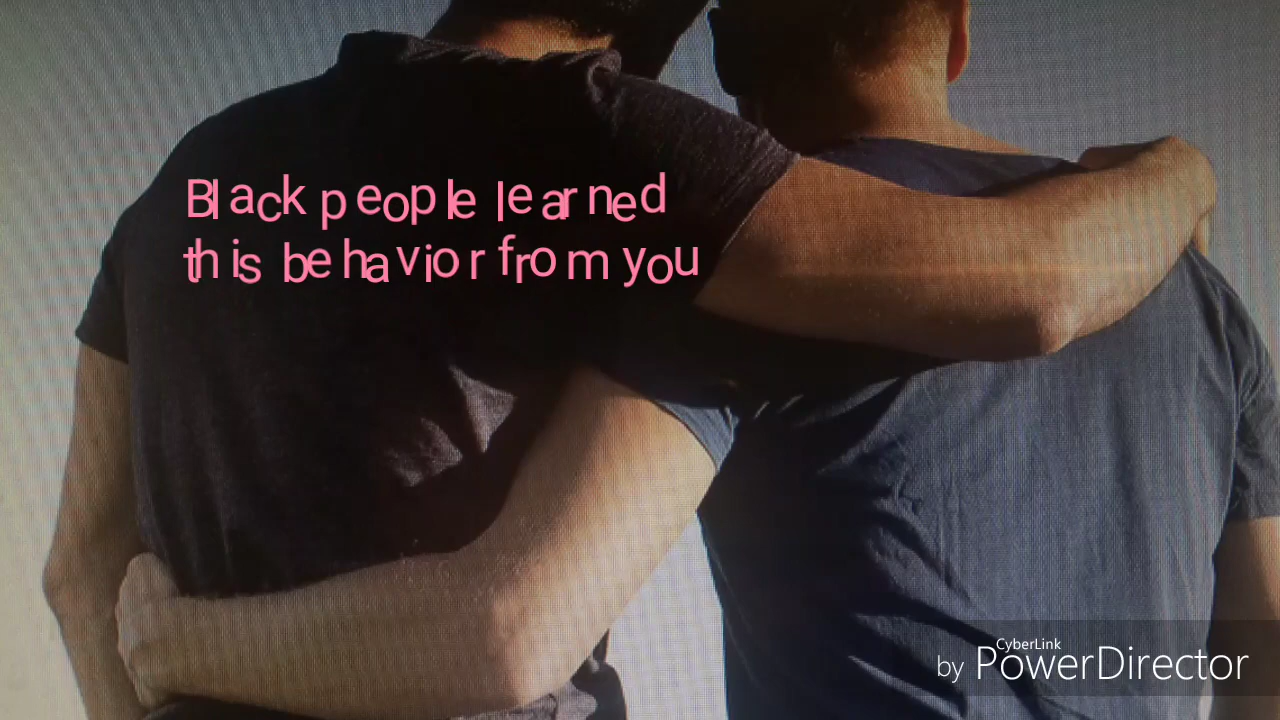 Black people learned
this behavior from you
CyberLink
by PowerDirector